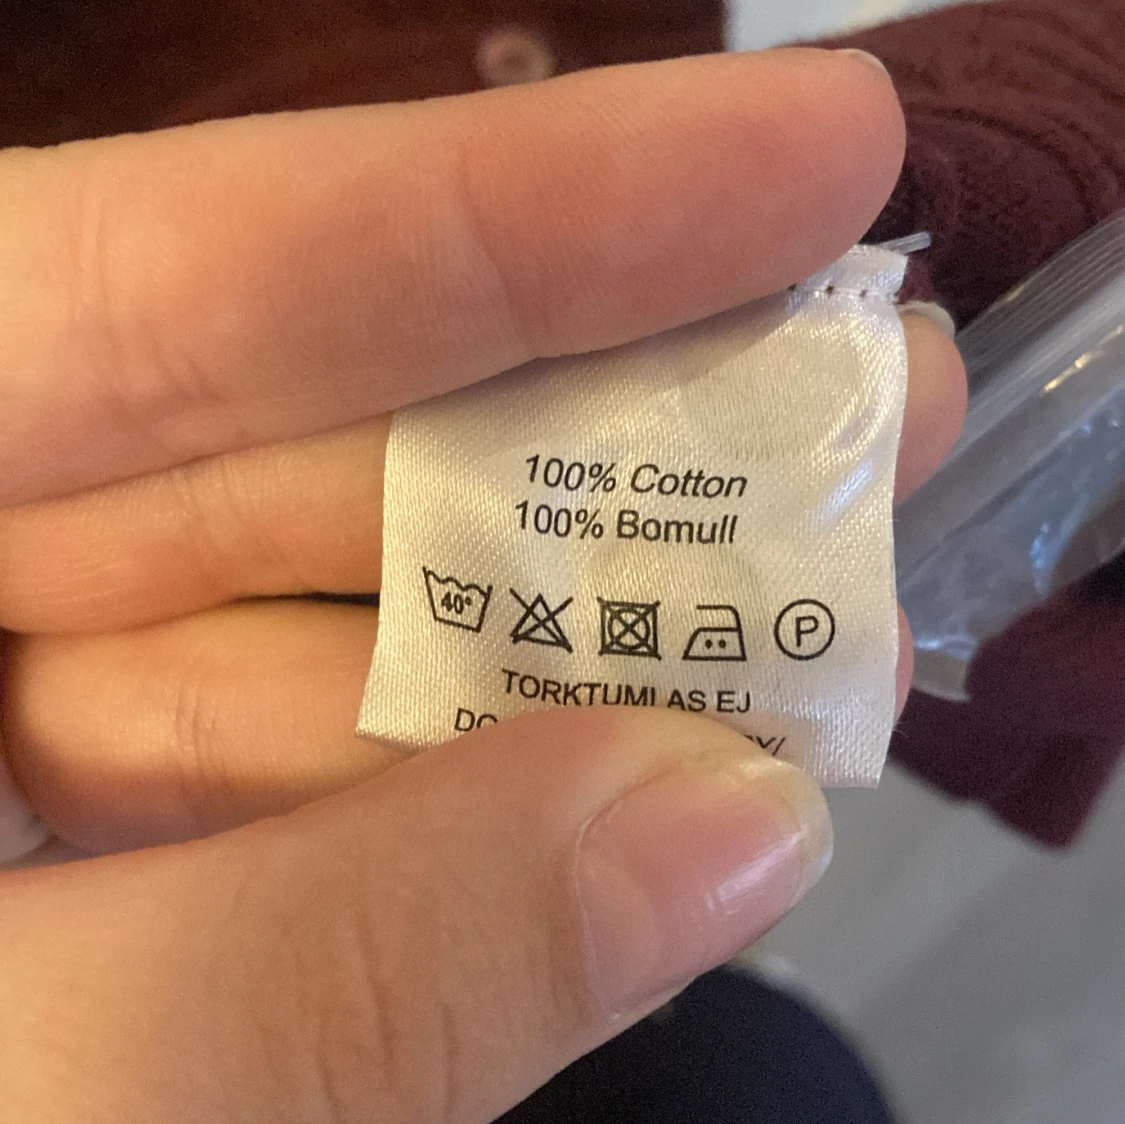 100% Cotton
100% Bomull
40°
P
TORKTUMLAS EJ